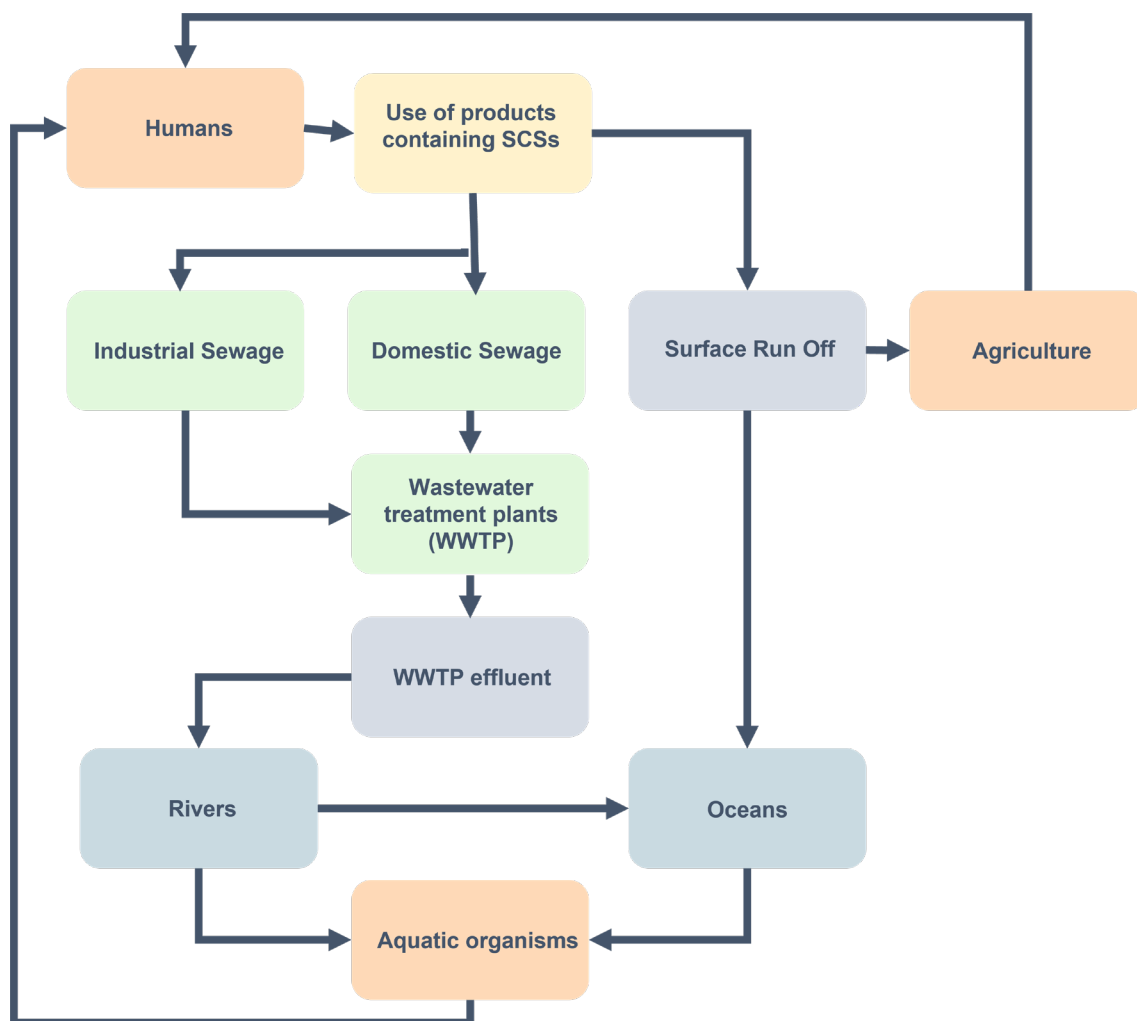 Humans
Use of products
containing SCSs
Industrial Sewage
Domestic Sewage
Surface Run Off
Agriculture
Wastewater
treatment plants
(WWTP)
WWTP effluent
Rivers
Oceans
Aquatic organisms